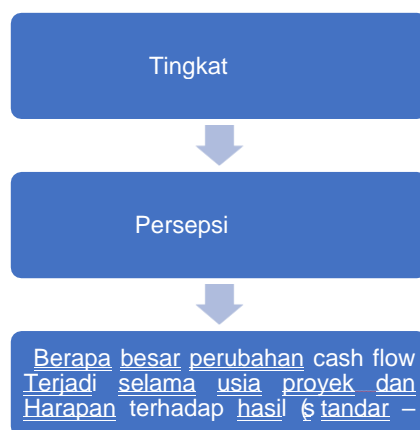 Tingkat
Persepsi
Berapa besar perubahan cash flow
Terjadi selama usia proyek dan
Harapan terhadap hasil (standar –